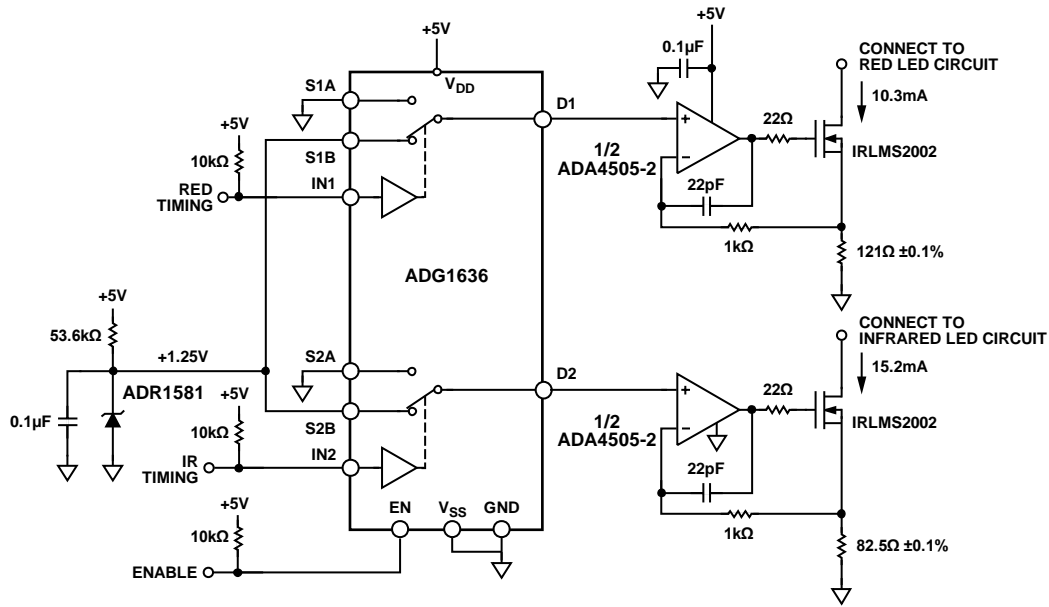 +5V
S1A
VDD
+5V
10kΩ
S1B
IN1
RED
TIMING
D1
+5V
0.1µF
+
−
1/2
ADA4505-2
22pF
22Ω
1kΩ
CONNECT TO
RED LED CIRCUIT
10.3mA
IRLMS2002
121Ω ±0.1%
ADG1636
+5V
53.6kΩ
+1.25V
ADR1581
0.1µF
S2A
+5V
10kΩ
S2B
IN2
IR
TIMING
D2
+
−
1/2
ADA4505-2
22pF
22Ω
1kΩ
CONNECT TO
INFRARED LED CIRCUIT
15.2mA
IRLMS2002
82.5Ω ±0.1%
EN
VSS
GND
+5V
10kΩ
ENABLE